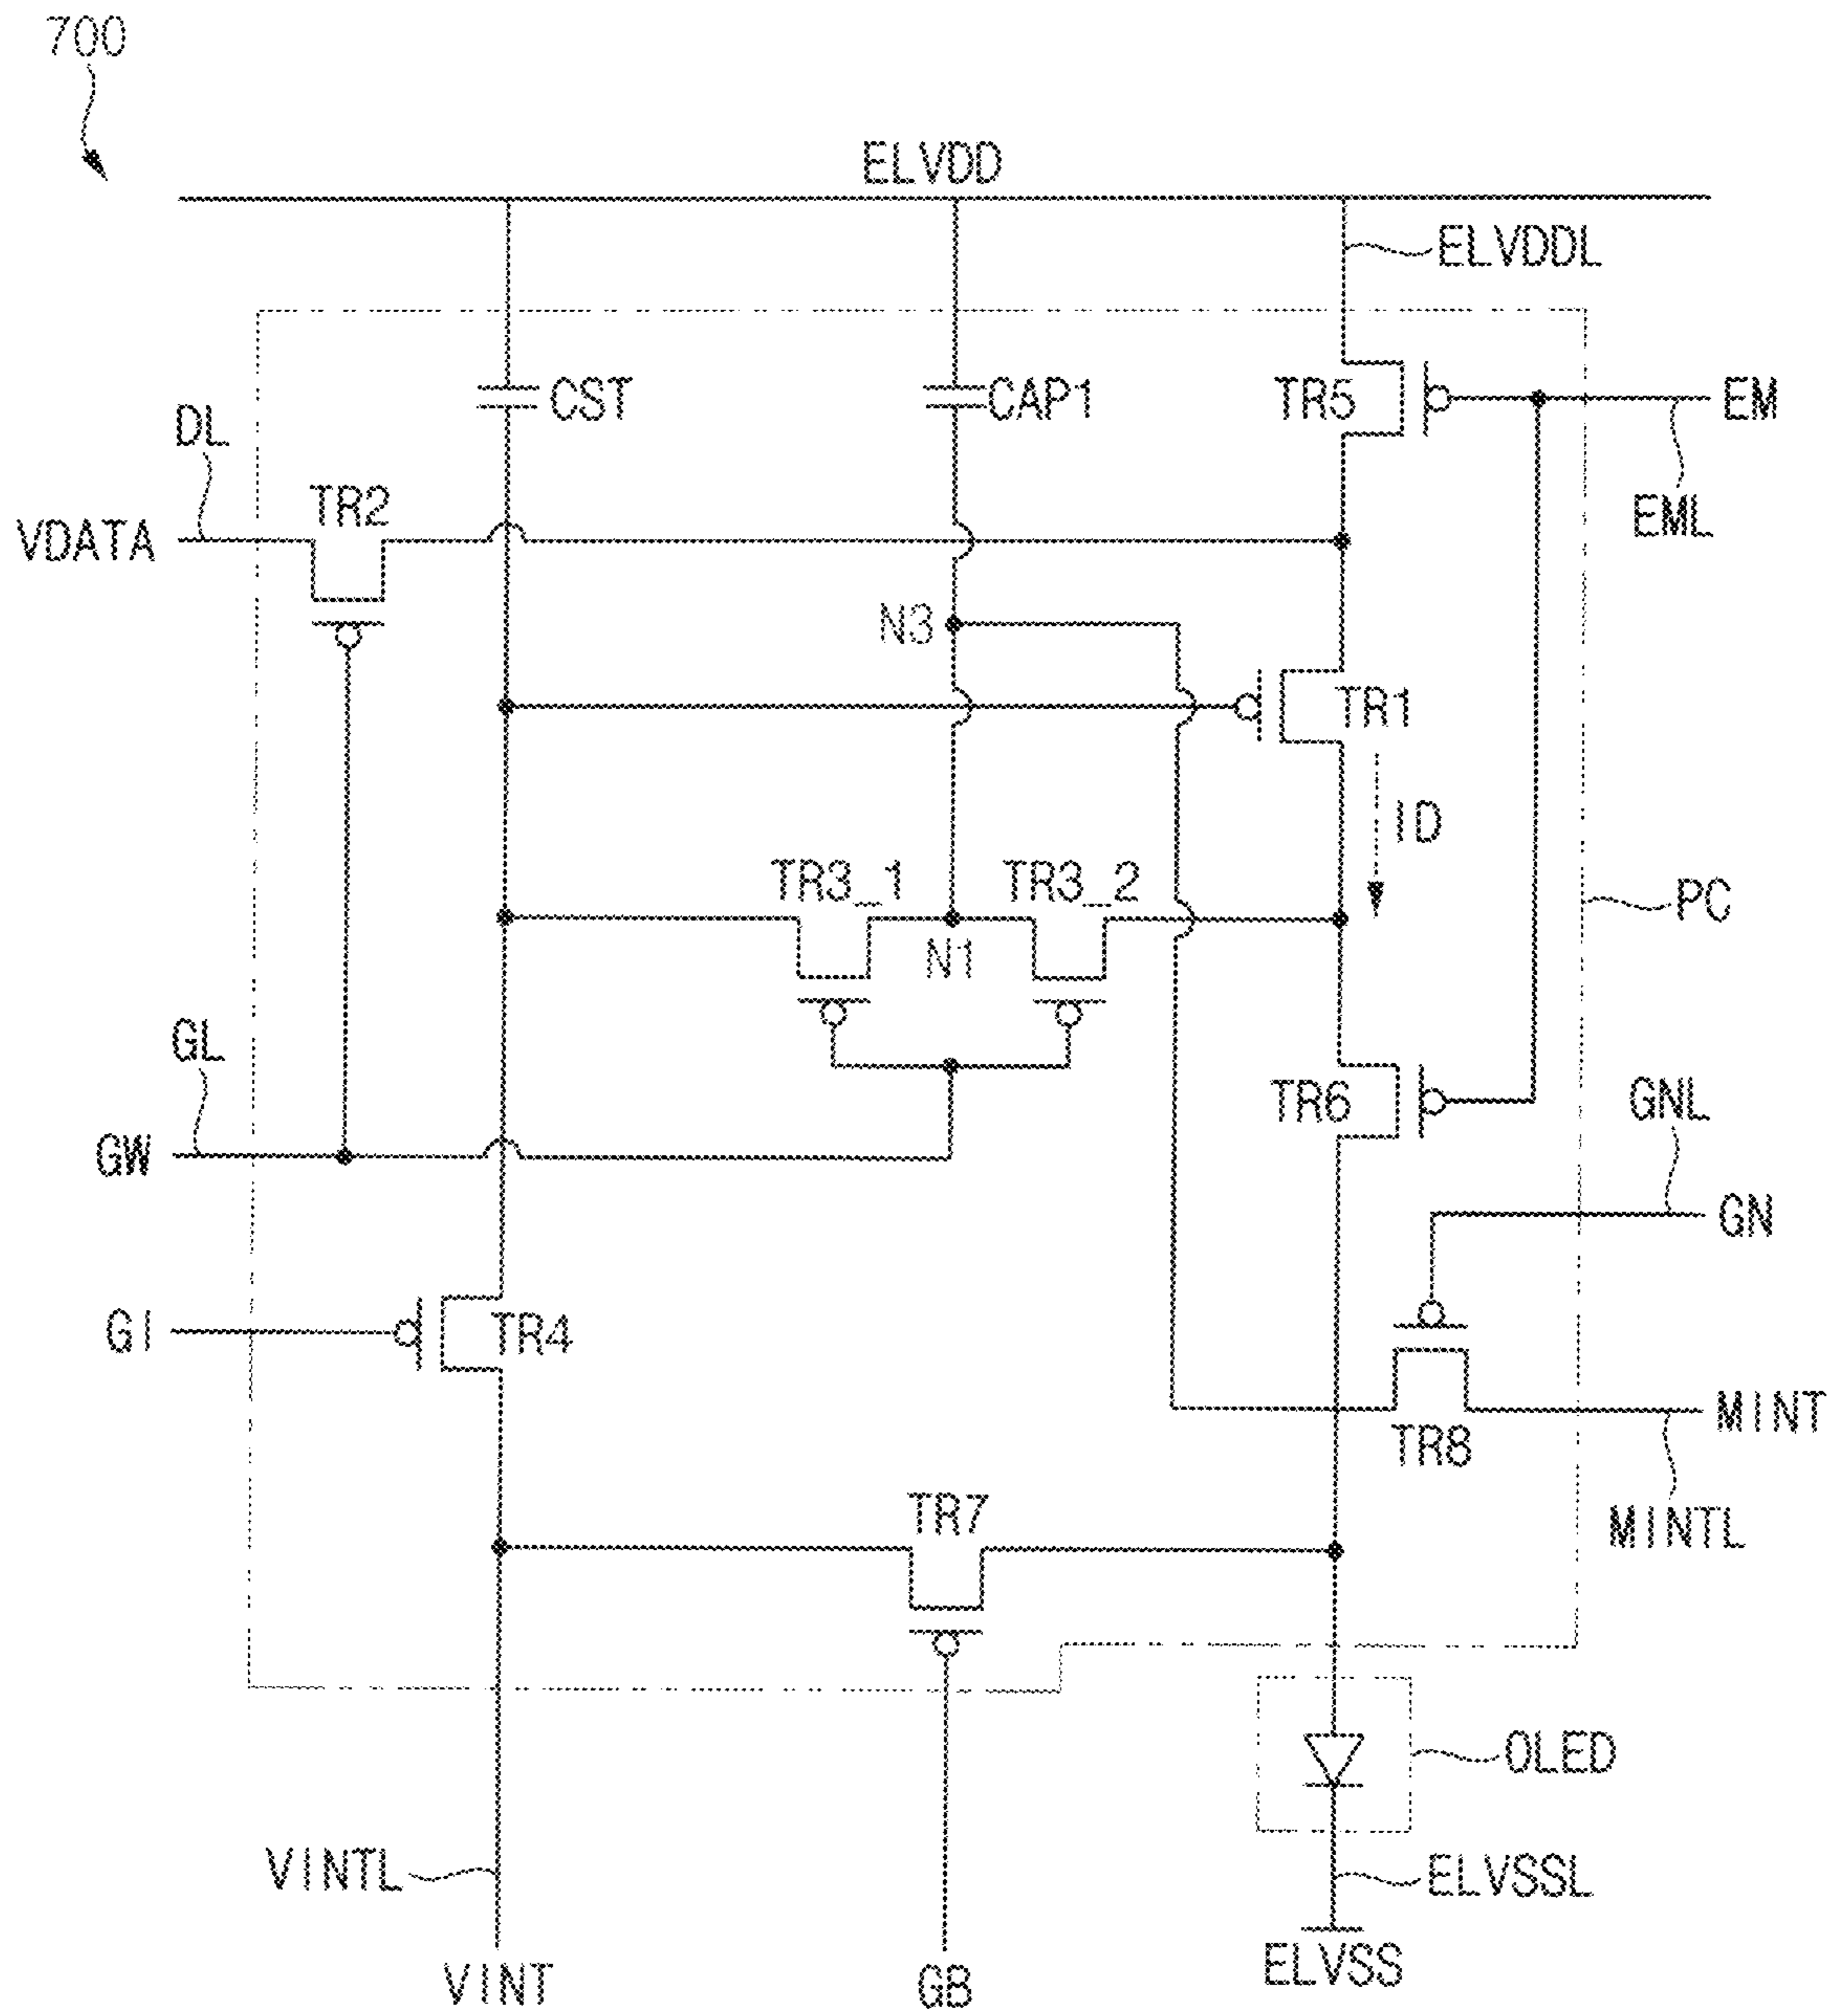 700
ELVDD
ELVDDL
CST
CAP1
TR5
EM
DL
TR2
EML
VDATA
N3
TR1
ID
TR3_1
TR3_2
PC
N1
GL
TR6
GNL
GW
GN
GI
TR4
MINT
TR8
TR7
MINTL
OLED
VINTL
ELVSSL
VINT
GB
ELVSS